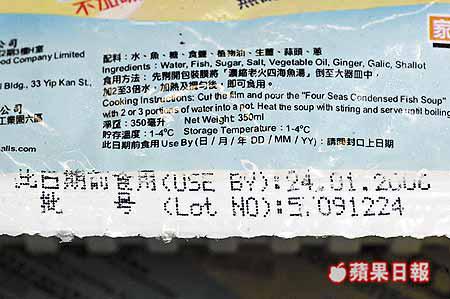 不加味
家
公司
配料：水、魚、糖、食鹽、植物油、生薑、蒜頭、蔥
Food Company Limited
Ingredients : Water, Fish, Sugar, Salt, Vegetable Oil, Ginger, Galic, Shallot
食用方法：先剪開包裝膜將「濃縮老火四海魚湯」倒至大器皿中，
l Bldg., 33 Yip Kan St.,
加2至3倍水，加熱及攪勻後，即可食用。
Cooking Instructions: Cut the film and pour the "Four Seas Condensed Fish Soup"
公司
with 2 or 3 portions of water into a pot. Heat the soup with stiring and serve until boiling
工業大廈六區
淨重：350毫升 Net Weight: 350ml
alls.com
貯存溫度：1-4°C Storage Temperature : 1-4°C
此日期前食用 Use By (日 / 月 / 年 DD / MM / YY) : 請閱封口上日期
此日期前食用(USE BY):24.01.2006
批 号 (Lot NO):5.091224
蘋果日報